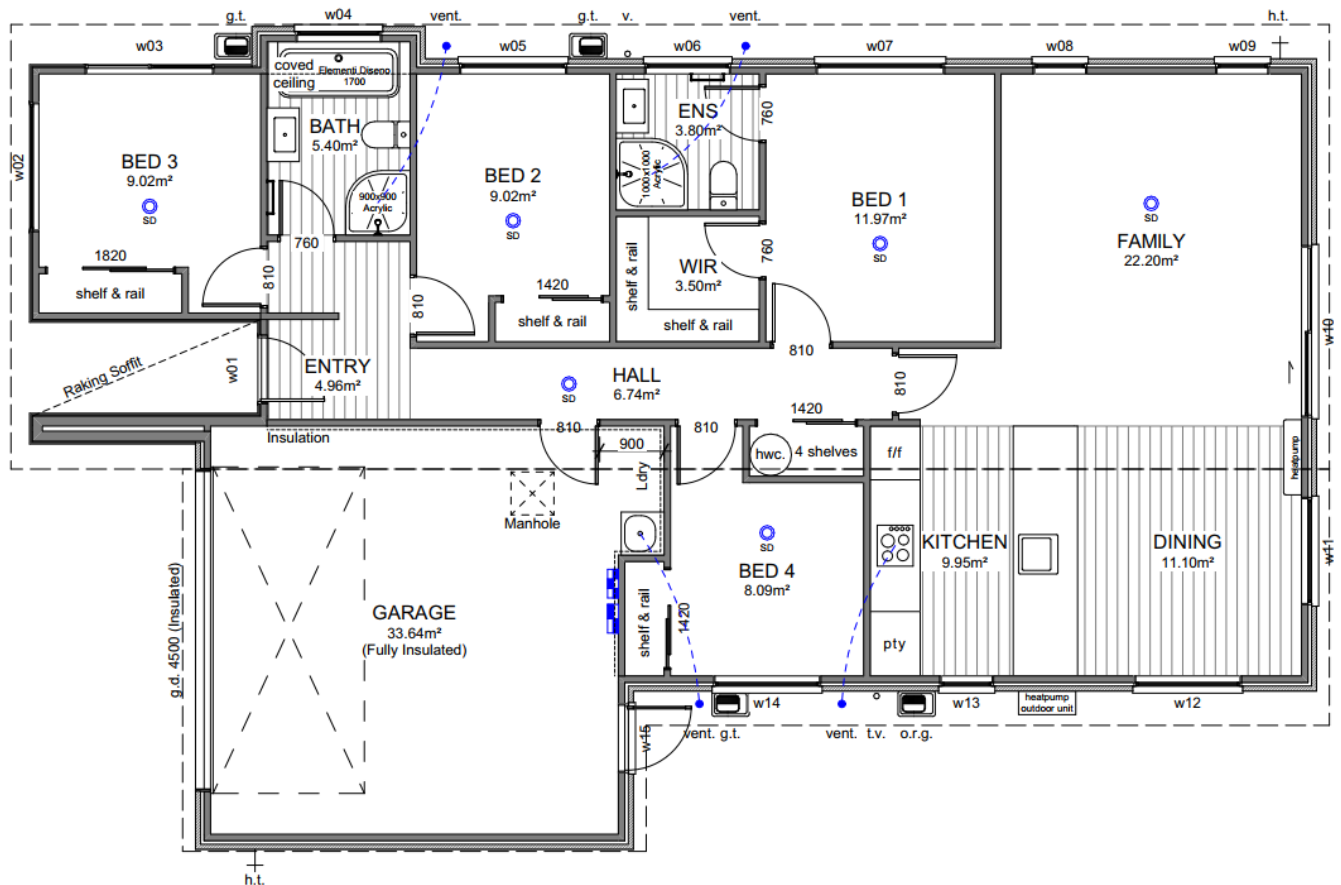 g.t.
w04
vent.
g.t.
v.
vent.
h.t.
w03
w05
w06
w07
w08
w09
coved
ceiling
Elementi Diseno
1700
BATH
5.40m²
900x900
Acrylic
760
w02
BED 3
9.02m²
SD
1820
shelf & rail
810
BED 2
9.02m²
SD
1420
shelf & rail
810
ENS
3.80m²
1000x1000
Acrylic
760
WIR
3.50m²
760
shelf & rail
shelf & rail
BED 1
11.97m²
SD
810
SD
FAMILY
22.20m²
w10
Raking Soffit
w01
ENTRY
4.96m²
HALL
6.74m²
SD
810
Insulation
810
900
810
1420
Ldry
hwc.
4 shelves
f/f
heatpump
Manhole
SD
BED 4
8.09m²
1420
shelf & rail
KITCHEN
9.95m²
pty
DINING
11.10m²
w11
g.d. 4500 (Insulated)
GARAGE
33.64m²
(Fully Insulated)
w14
w13
heatpump
outdoor unit
w12
w15
vent.
g.t.
vent.
t.v.
o.r.g.
h.t.